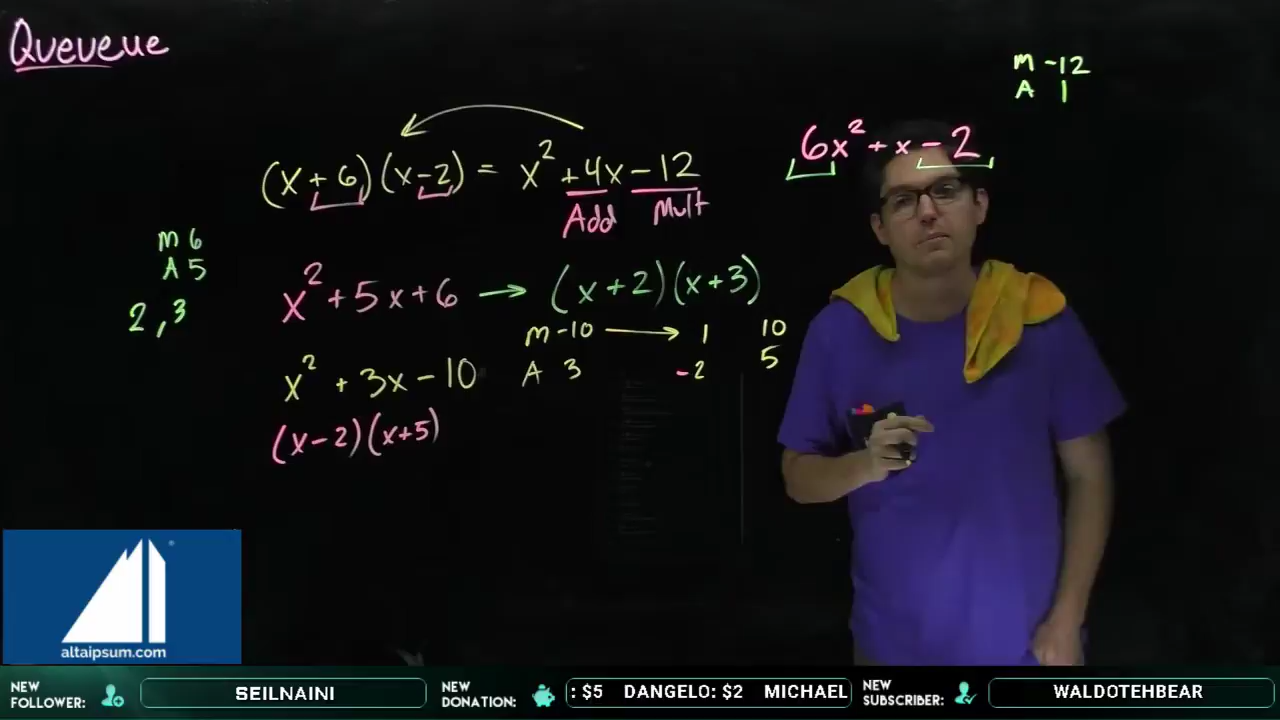 Queueue
M -12
A 1
(x+6)(x-2) = x² +4x-12
6x² + x - 2
Add Mult
M 6
A 5
2, 3
x² +5x+6 → (x+2)(x+3)
M -10 → 1 10
x² + 3x - 10 A 3 -2 5
(x-2)(x+5)
altaipsum.com
NEW FOLLOWER: SEILNAINI
NEW DONATION: : $5 DANGELO: $2 MICHAEL
NEW SUBSCRIBER: WALDOTEHBEAR